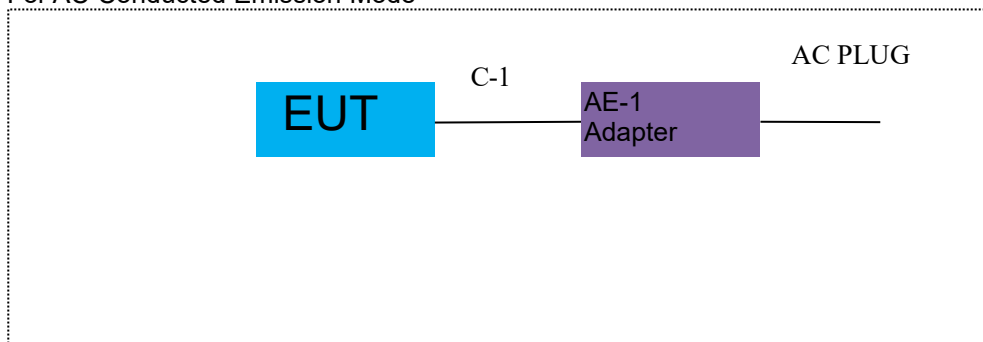 For AC Conducted Emission Mode
AC PLUG
C-1
EUT
AE-1
Adapter